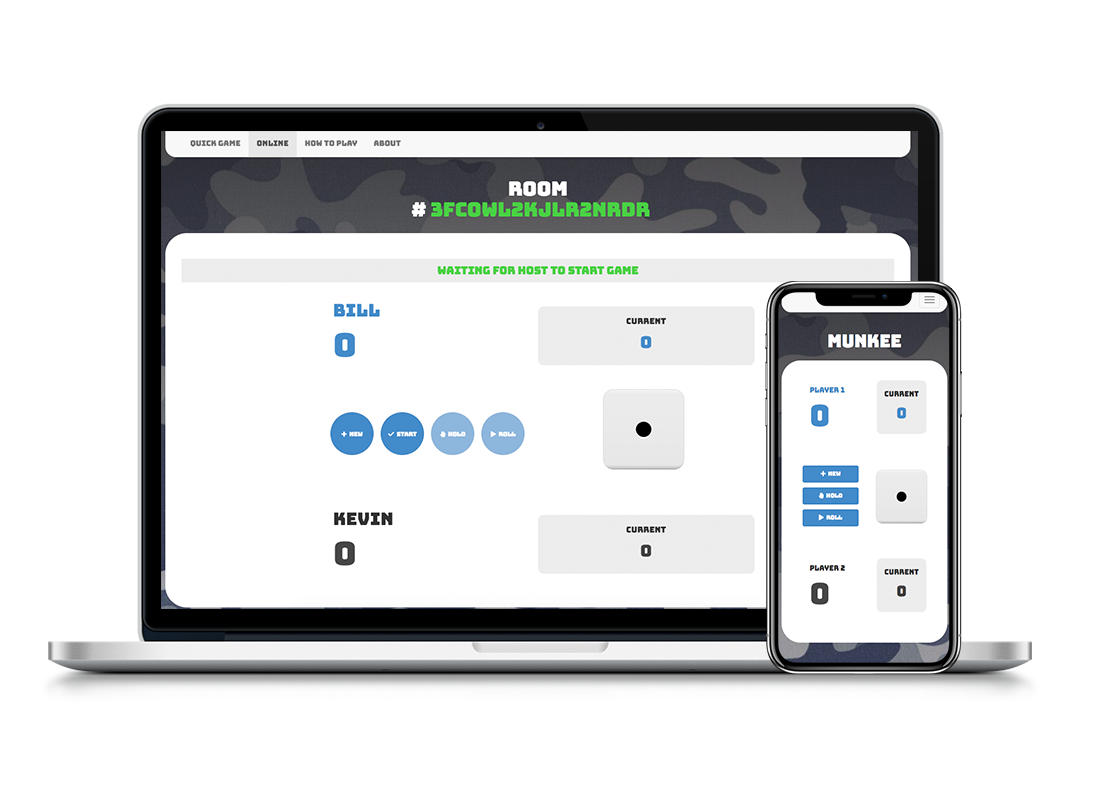 QUICK GAME ONLINE HOW TO PLAY ABOUT
ROOM
# 3FCOWL2KJLR2NRDR
WAITING FOR HOST TO START GAME
BILL
0
CURRENT
0
+ NEW
START
HOLD
ROLL
KEVIN
0
CURRENT
0
MUNKEE
PLAYER 1
0
CURRENT
0
+ NEW
HOLD
ROLL
PLAYER 2
0
CURRENT
0